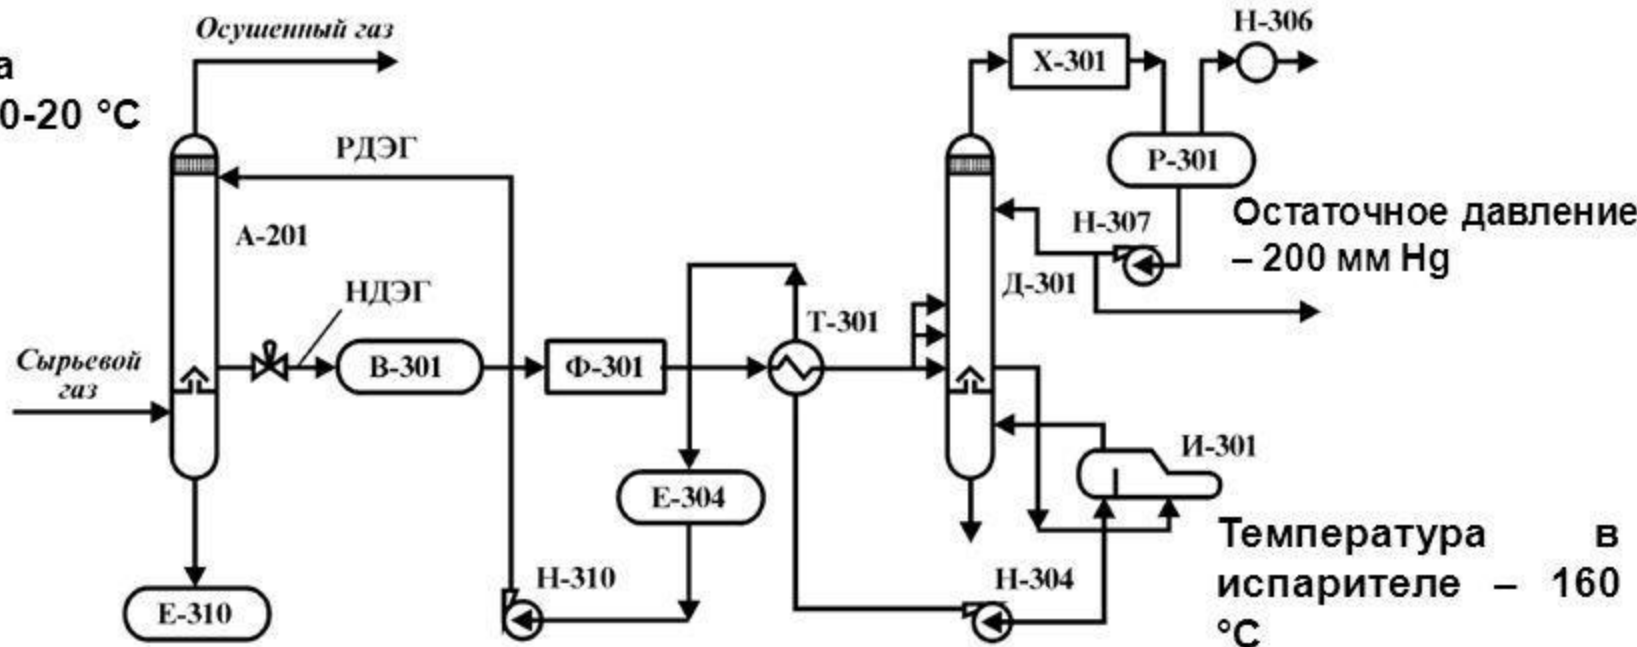 Осушенный газ
а
0-20 °С
РДЭГ
А-201
НДЭГ
Сырьевой
газ
В-301
Ф-301
Т-301
Е-304
Н-310
Е-310
Х-301
Н-306
Р-301
Остаточное давление
– 200 мм Hg
Н-307
Д-301
И-301
Н-304
Температура в
испарителе – 160
°С